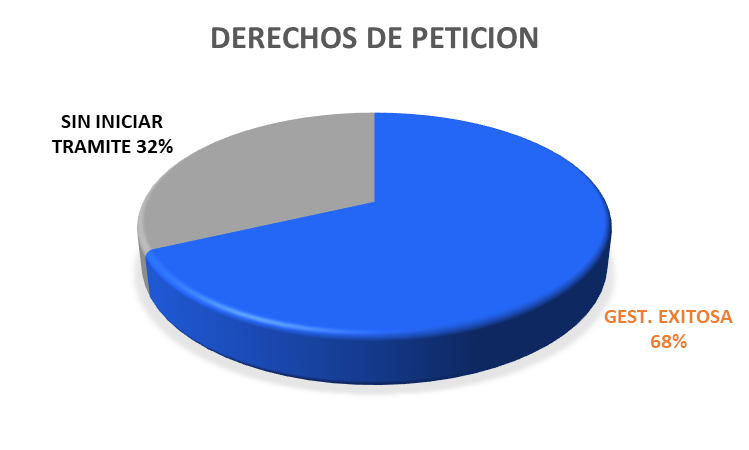 DERECHOS DE PETICION
SIN INICIAR
TRAMITE 32%
GEST. EXITOSA
68%